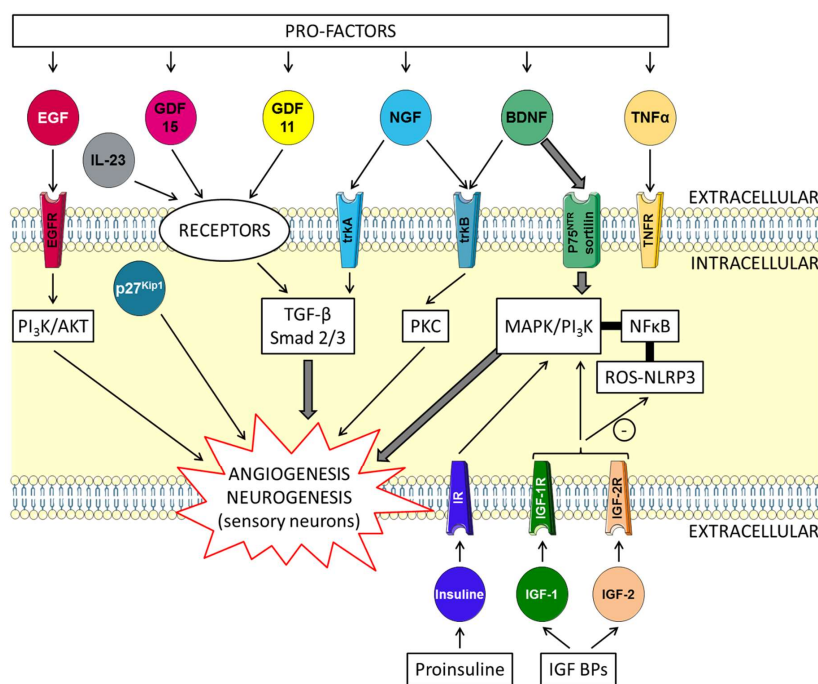 PRO-FACTORS
EGF
GDF
15
GDF
11
NGF
BDNF
TNFα
IL-23
EXTRACELLULAR
EGFR
RECEPTORS
trkA
trkB
P75ᴺᵀᴿ
sortilin
TNFR
INTRACELLULAR
p27ᴷⁱᵖ¹
PI₃K/AKT
TGF-β
Smad 2/3
PKC
MAPK/PI₃K
NFκB
ROS-NLRP3
-
ANGIOGENESIS
NEUROGENESIS
(sensory neurons)
IR
IGF-1R
IGF-2R
EXTRACELLULAR
Insuline
IGF-1
IGF-2
Proinsuline
IGF BPs